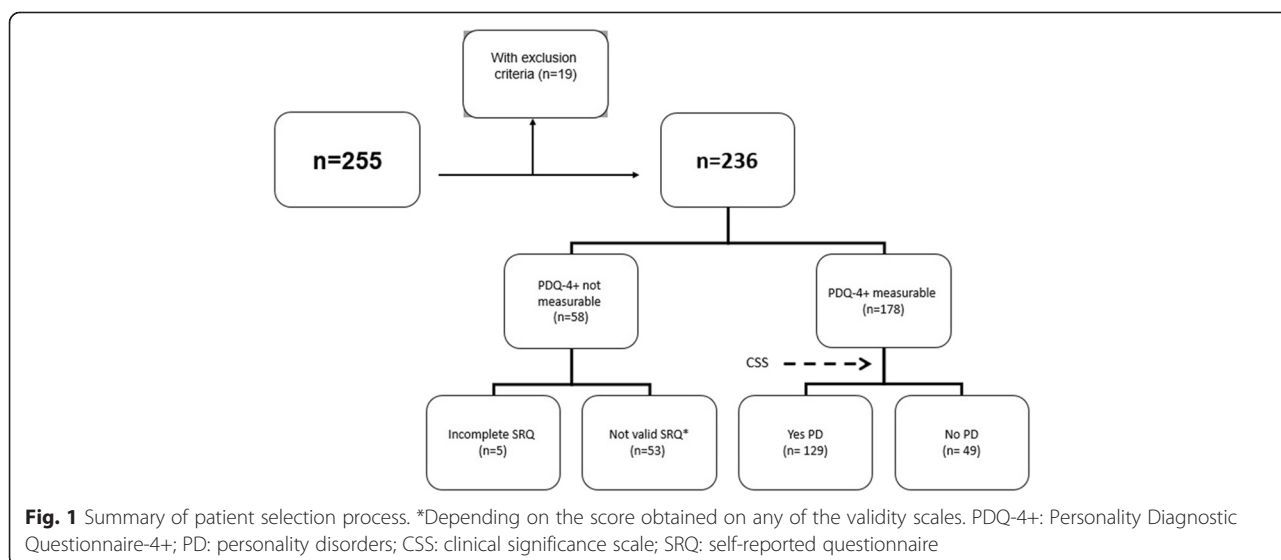 With exclusion
criteria (n=19)
n=255
n=236
PDQ-4+ not
measurable
(n=58)
PDQ-4+ measurable
(n=178)
CSS
Incomplete SRQ
(n=5)
Not valid SRQ*
(n=53)
Yes PD
(n= 129)
No PD
(n= 49)
Fig. 1 Summary of patient selection process. *Depending on the score obtained on any of the validity scales. PDQ-4+: Personality Diagnostic
Questionnaire-4+; PD: personality disorders; CSS: clinical significance scale; SRQ: self-reported questionnaire